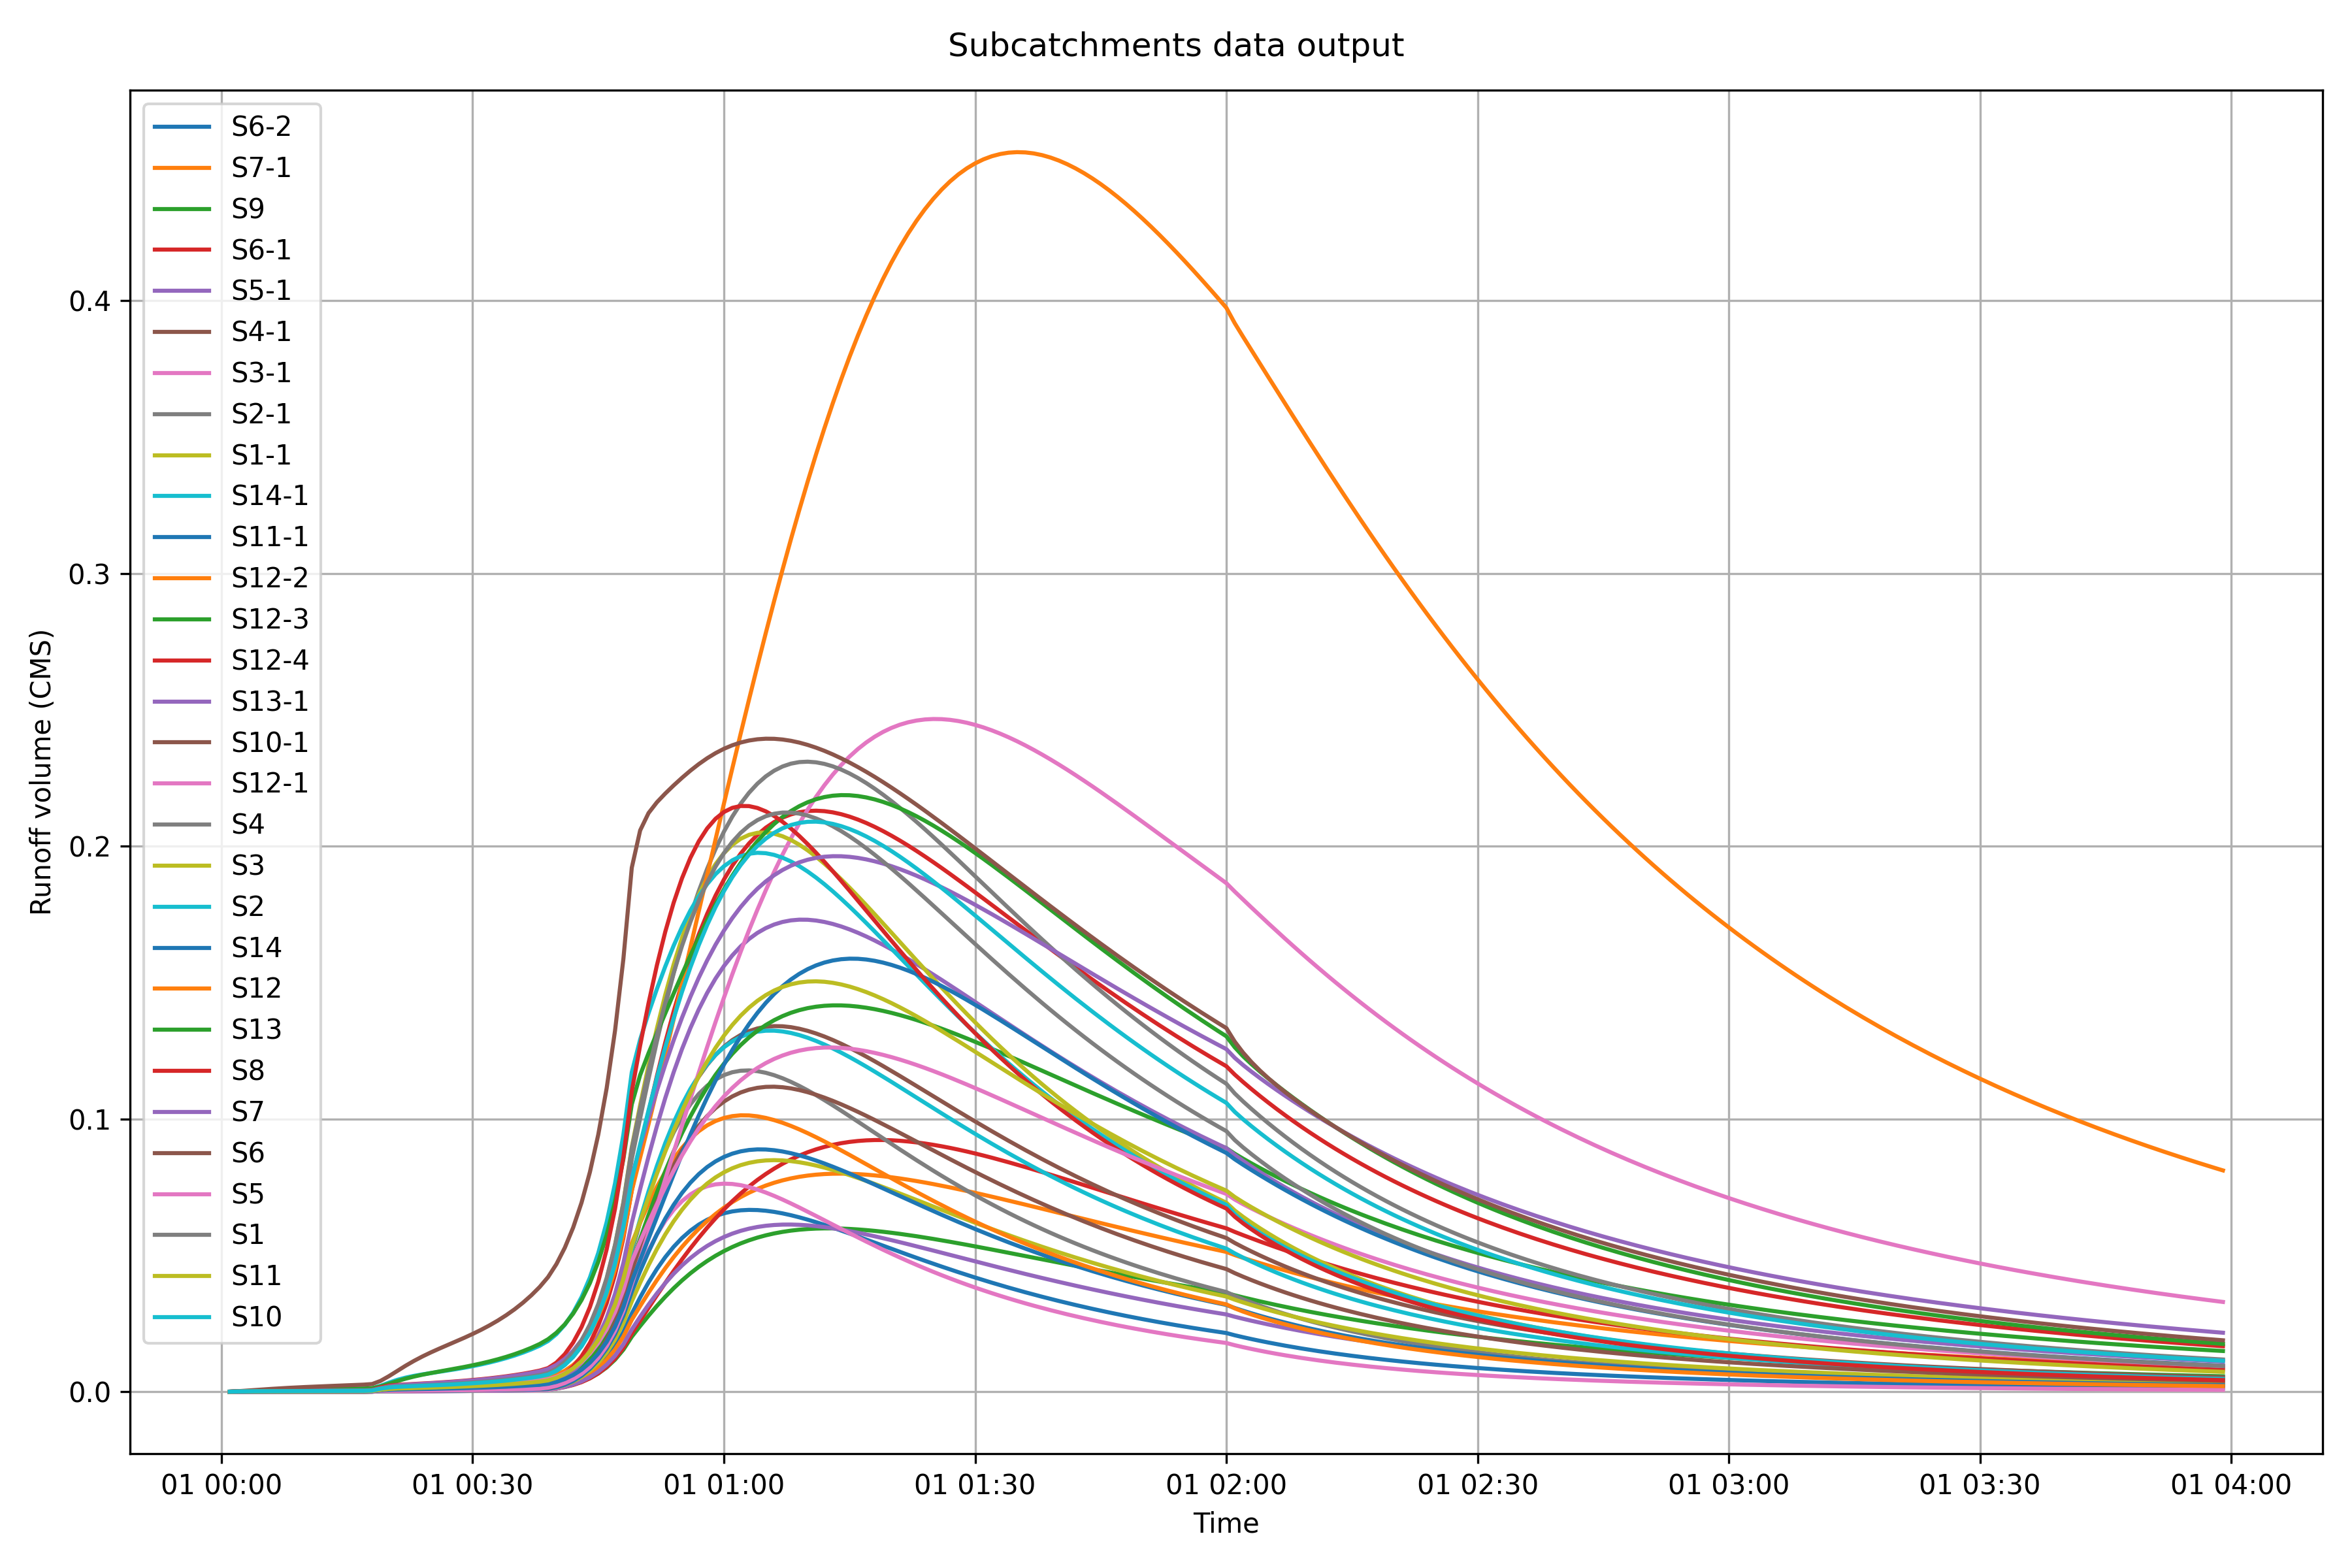 Subcatchments data output
S6-2
S7-1
S9
S6-1
S5-1
S4-1
S3-1
S2-1
S1-1
S14-1
S11-1
S12-2
S12-3
S12-4
S13-1
S10-1
S12-1
S4
S3
S2
S14
S12
S13
S8
S7
S6
S5
S1
S11
S10
Runoff volume (CMS)
0.4
0.3
0.2
0.1
0.0
01 00:00 01 00:30 01 01:00 01 01:30 01 02:00 01 02:30 01 03:00 01 03:30 01 04:00
Time